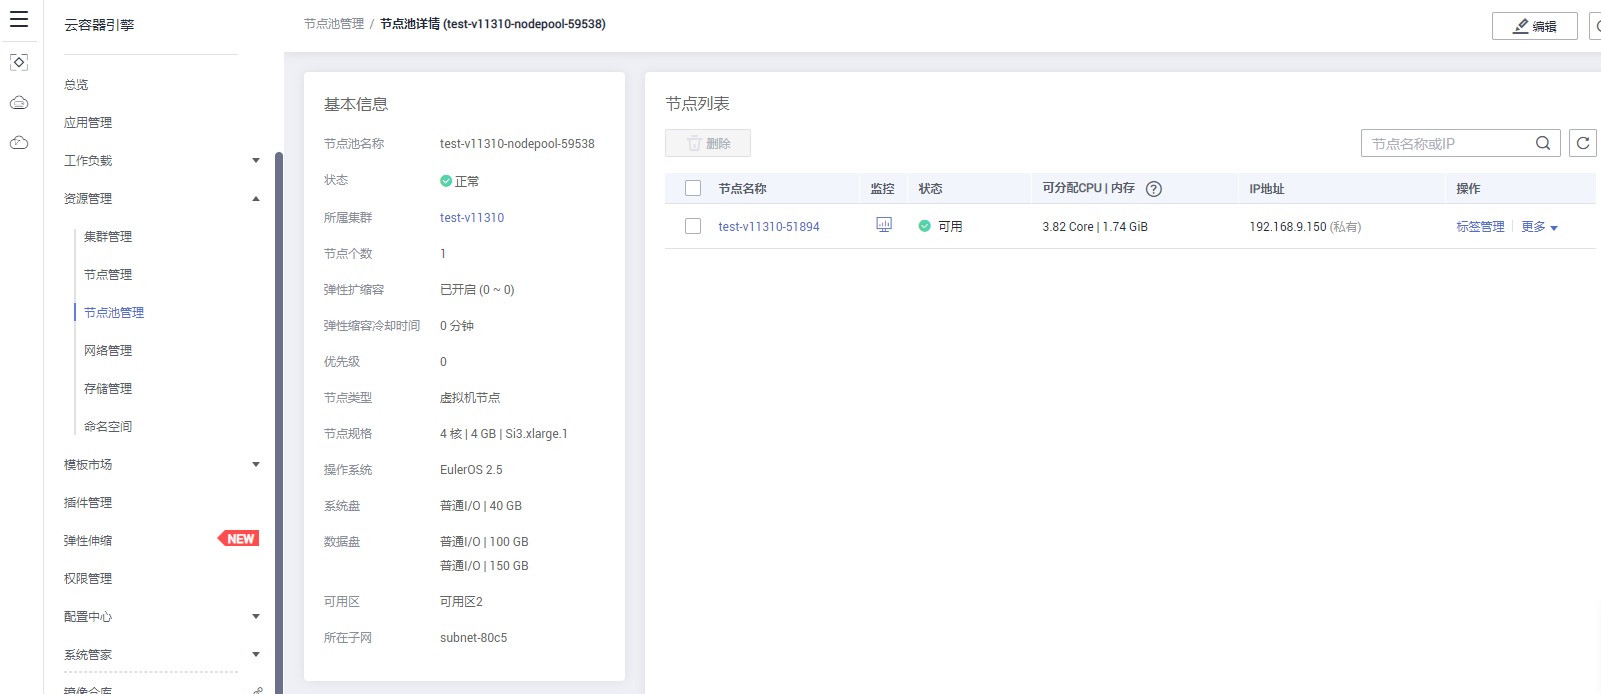 云容器引擎
总览
应用管理
工作负载
资源管理
集群管理
节点管理
节点池管理
网络管理
存储管理
命名空间
模板市场
插件管理
弹性伸缩 NEW
权限管理
配置中心
系统管家
镜像仓库
节点池管理 / 节点池详情 (test-v11310-nodepool-59538)
编辑
基本信息
节点池名称 test-v11310-nodepool-59538
状态 正常
所属集群 test-v11310
节点个数 1
弹性扩缩容 已开启 (0 ~ 0)
弹性缩容冷却时间 0 分钟
优先级 0
节点类型 虚拟机节点
节点规格 4 核 | 4 GB | Si3.xlarge.1
操作系统 EulerOS 2.5
系统盘 普通I/O | 40 GB
数据盘 普通I/O | 100 GB
普通I/O | 150 GB
可用区 可用区2
所在子网 subnet-80c5
节点列表
删除
节点名称或IP
节点名称 监控 状态 可分配CPU | 内存 ? IP地址 操作
test-v11310-51894 可用 3.82 Core | 1.74 GiB 192.168.9.150 (私有) 标签管理 更多